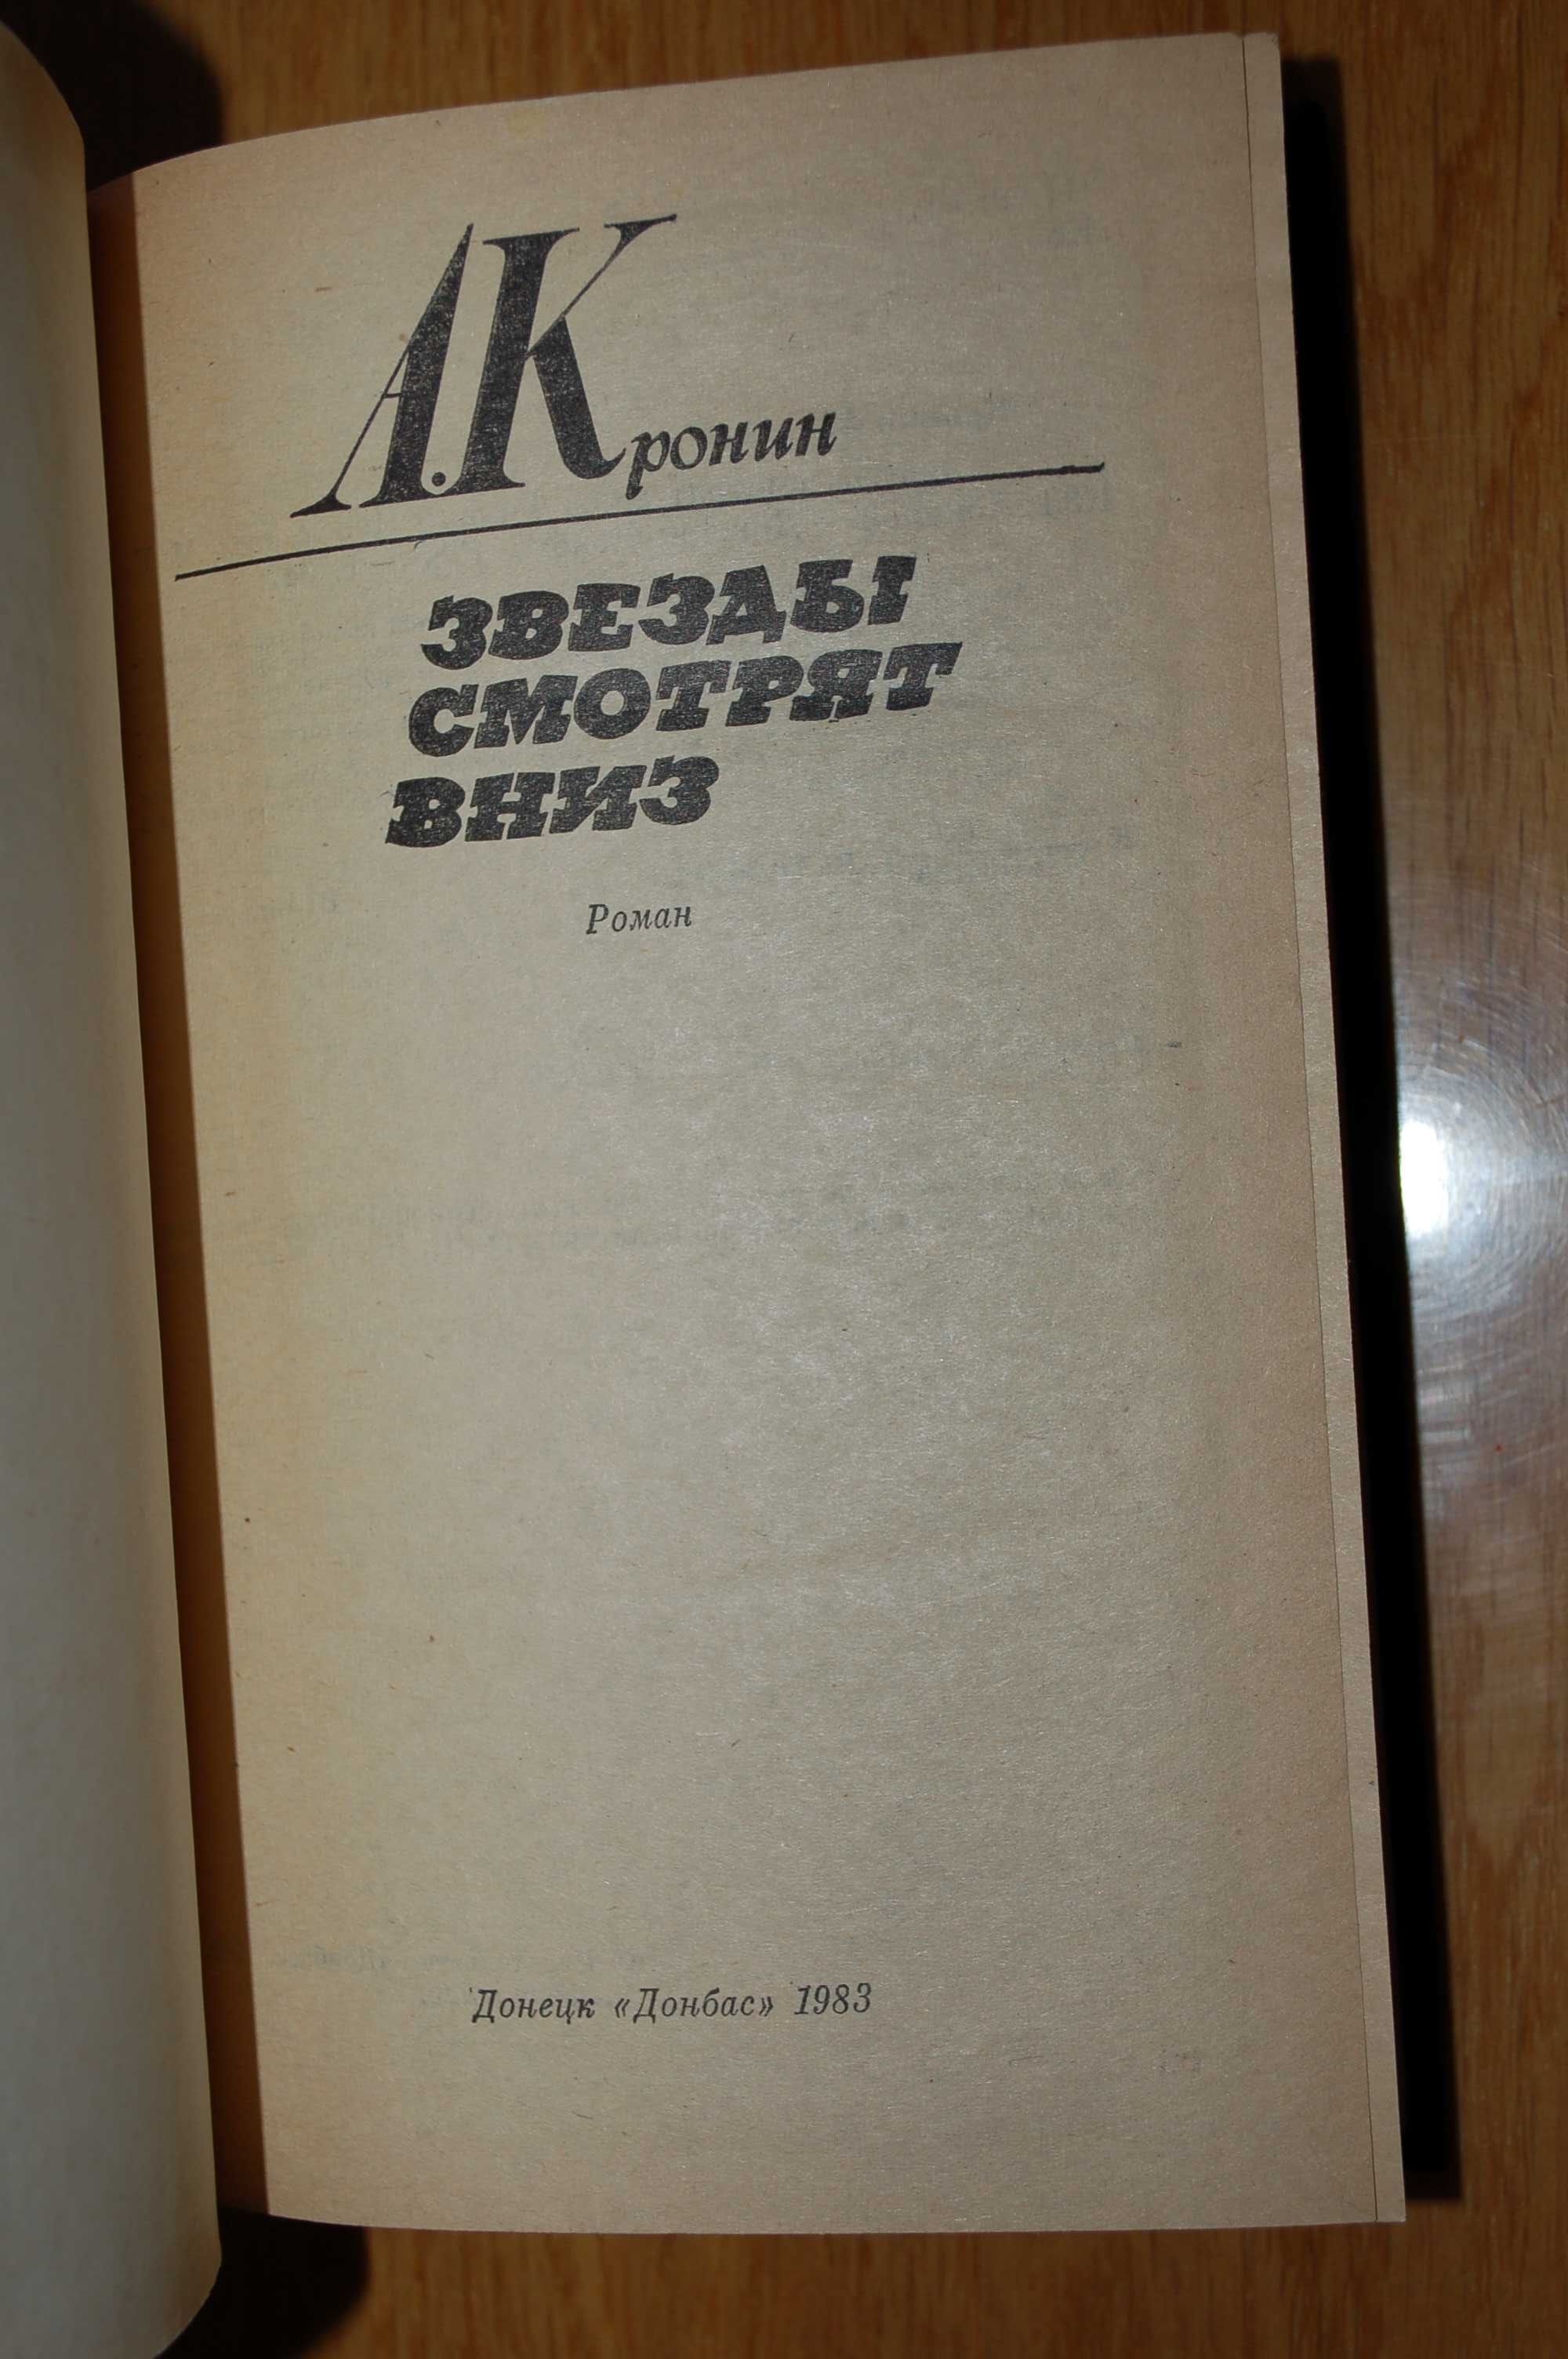 А. Кронин
ЗВЕЗДЫ
СМОТРЯТ
ВНИЗ
Роман
Донецк «Донбас» 1983